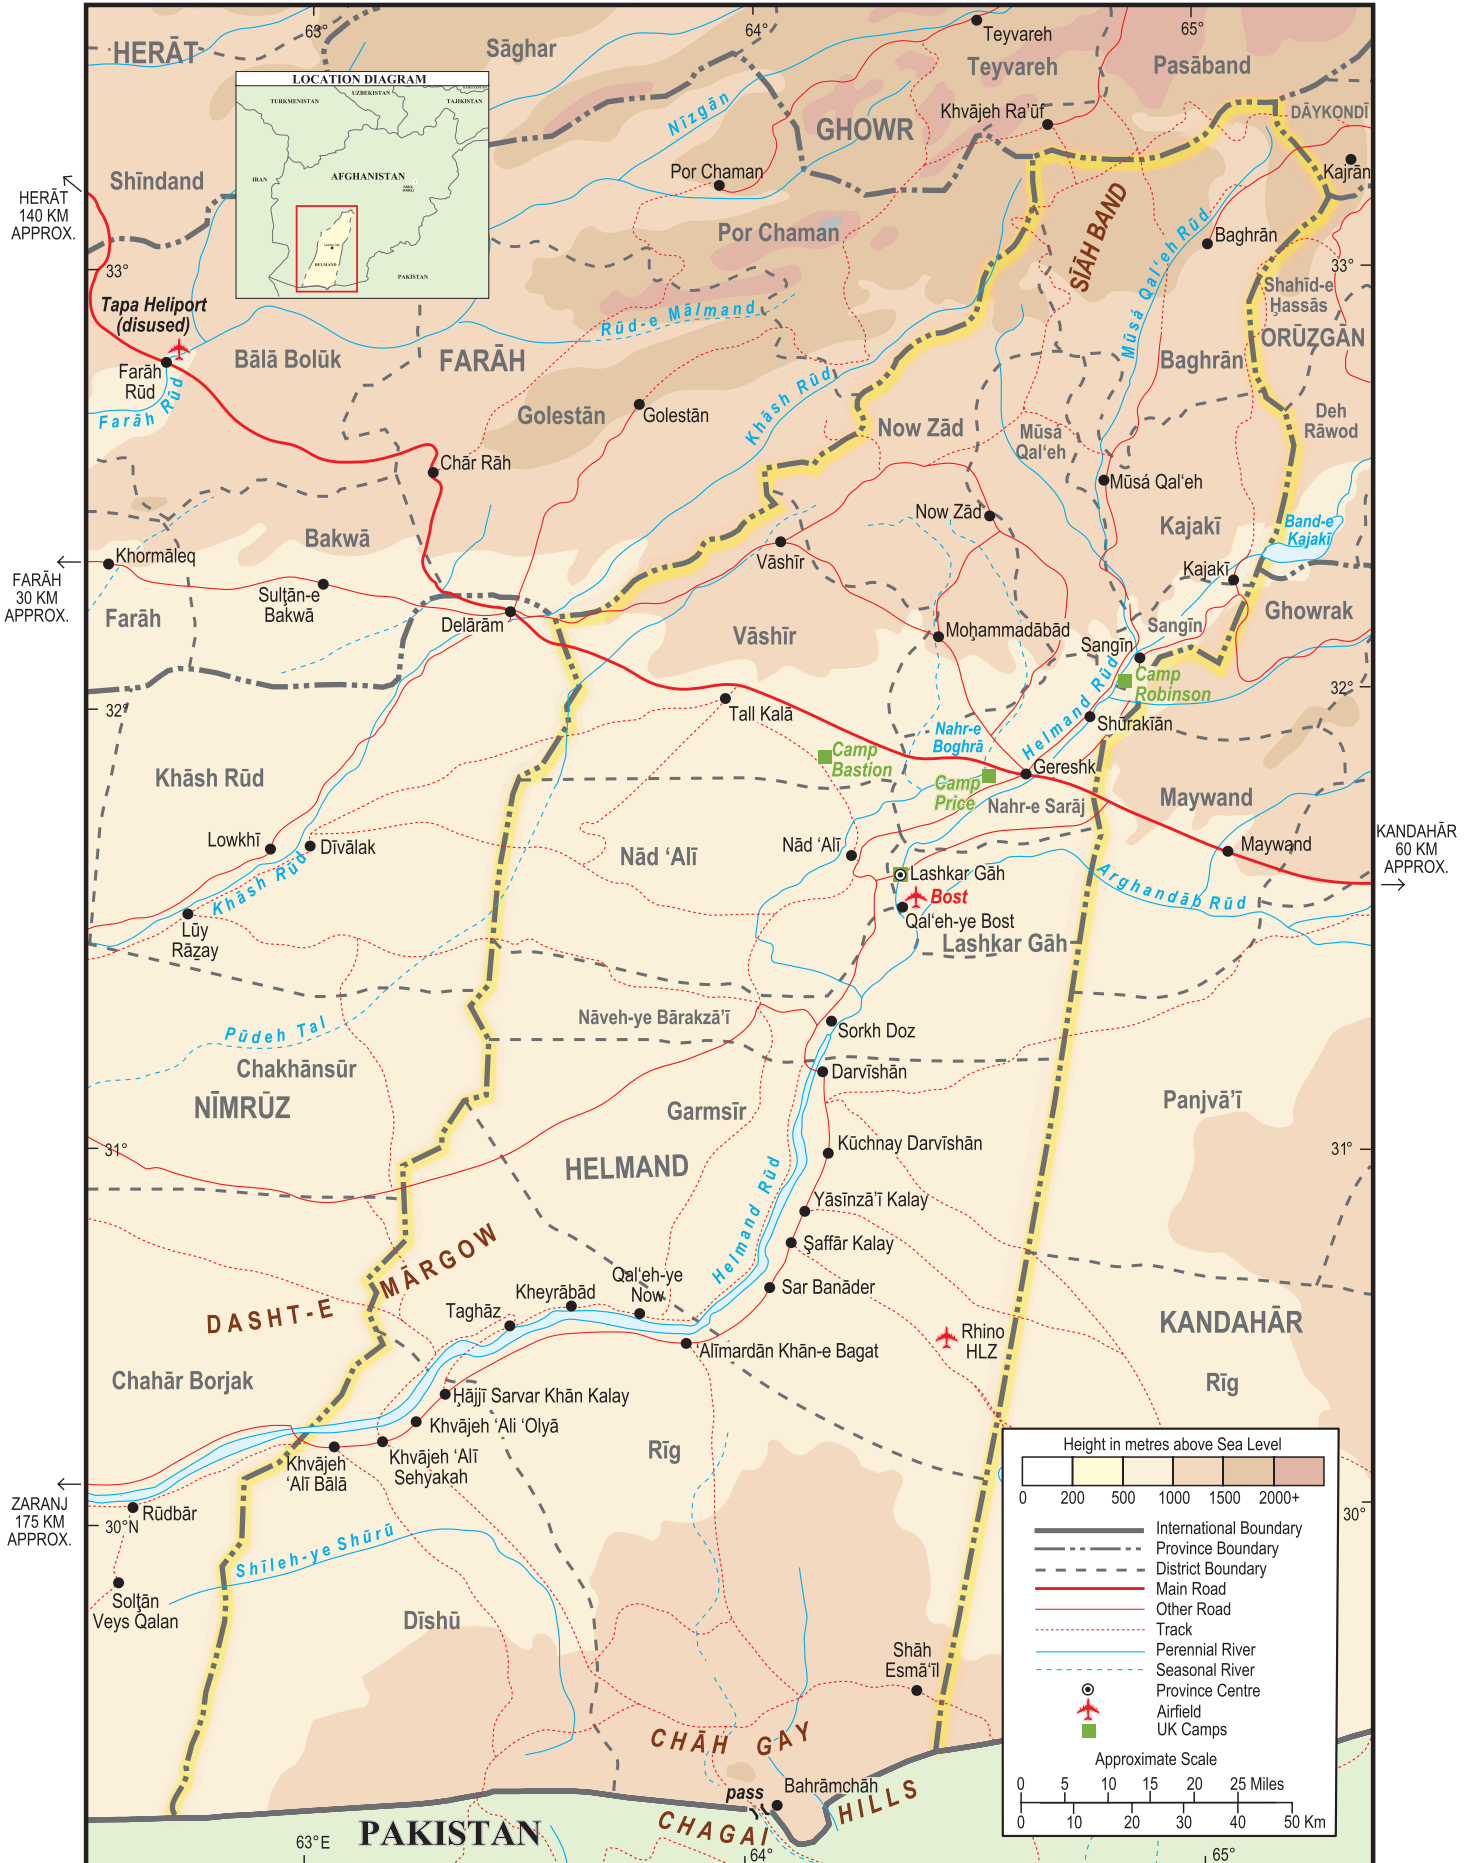 63°
64°
65°
HERĀT
Sāghar
Teyvareh
Teyvareh
Pasāband
LOCATION DIAGRAM
TURKMENISTAN
UZBEKISTAN
TAJIKISTAN
IRAN
AFGHANISTAN
HELMAND
PAKISTAN
Nīzgān
GHOWR
Khvājeh Ra'ūf
DĀYKONDĪ
Kajrān
Por Chaman
Shīndand
HERĀT
140 KM
APPROX.
Por Chaman
SĪĀH BAND
Mūsá Qal'eh Rūd
Baghrān
33°
33°
Shahīd-e
Ḩassās
ORŪZGĀN
Tapa Heliport
(disused)
Rūd-e Mālmand
Farāh
Rūd
Farāh Rūd
Bālā Bolūk
FARĀH
Baghrān
Khāsh Rūd
Golestān
Golestān
Now Zād
Mūsá
Qal'eh
Deh
Rāwod
Chār Rāh
Mūsá Qal'eh
Now Zād
Kajakī
Band-e
Kajakī
Bakwā
Khormāleq
Vāshīr
Kajakī
FARĀH
30 KM
APPROX.
Sulţān-e
Bakwā
Farāh
Delārām
Vāshīr
Moḩammadābād
Sangīn
Ghowrak
Sangīn
Camp
Robinson
32°
32°
Tall Kalā
Shūrakīān
Helmand Rūd
Nahr-e
Boghrā
Camp
Bastion
Gereshk
Khāsh Rūd
Camp
Price
Nahr-e Sarāj
Maywand
Lowkhī
Dīvālak
Nād 'Alī
Nād 'Alī
Maywand
KANDAHĀR
60 KM
APPROX.
Lashkar Gāh
Bost
Arghandāb Rūd
Khāsh Rūd
Lūy
Rāẕay
Qal'eh-ye Bost
Lashkar Gāh
Nāveh-ye Bārakzā'ī
Sorkh Doz
Pūdeh Tal
Chakhānsūr
Darvīshān
NĪMRŪZ
Garmsīr
Panjvā'ī
31°
31°
Kūchnay Darvīshān
HELMAND
Helmand Rūd
Yāsīnzā'ī Kalay
Şaffār Kalay
DASHT-E MĀRGOW
Qal'eh-ye
Now
Kheyrābād
Sar Banāder
Taghāz
KANDAHĀR
Rhino
HLZ
Alīmardān Khān-e Bagat
Chahār Borjak
Rīg
Ḩājjī Sarvar Khān Kalay
Khvājeh 'Ali 'Olyā
Rīg
Khvājeh
'Alī Bālā
Khvājeh 'Alī
Sehyakah
ZARANJ
175 KM
APPROX.
Rūdbār
30°N
30°
Shīleh-ye Shūrū
Solţān
Veys Qalan
Dīshū
Shāh
Esmā'īl
CHĀH GAY
Bahrāmchāh
pass
CHAGAI HILLS
PAKISTAN
63°E
64°
65°
Height in metres above Sea Level
0 200 500 1000 1500 2000+
International Boundary
Province Boundary
District Boundary
Main Road
Other Road
Track
Perennial River
Seasonal River
Province Centre
Airfield
UK Camps
Approximate Scale
0 5 10 15 20 25 Miles
0 10 20 30 40 50 Km